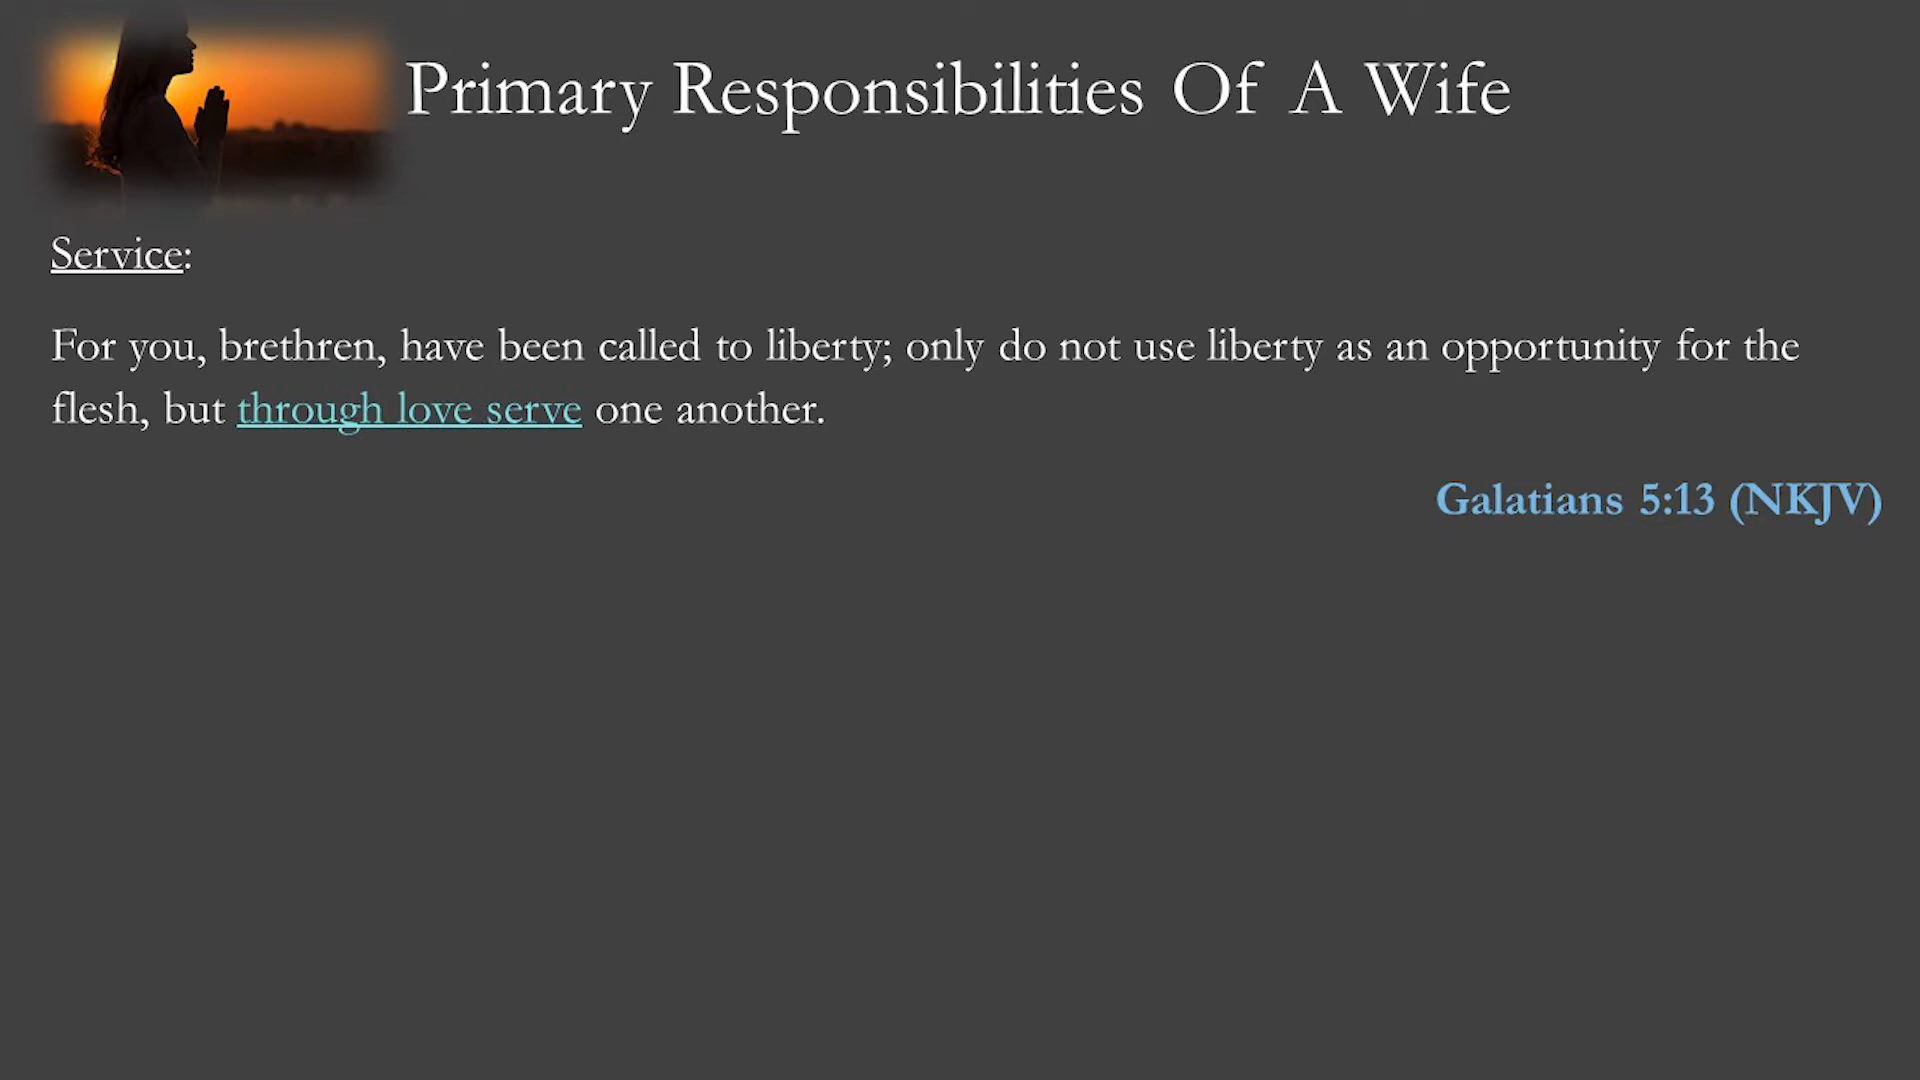 Primary Responsibilities Of A Wife
Service:
For you, brethren, have been called to liberty; only do not use liberty as an opportunity for the
flesh, but through love serve one another.
Galatians 5:13 (NKJV)